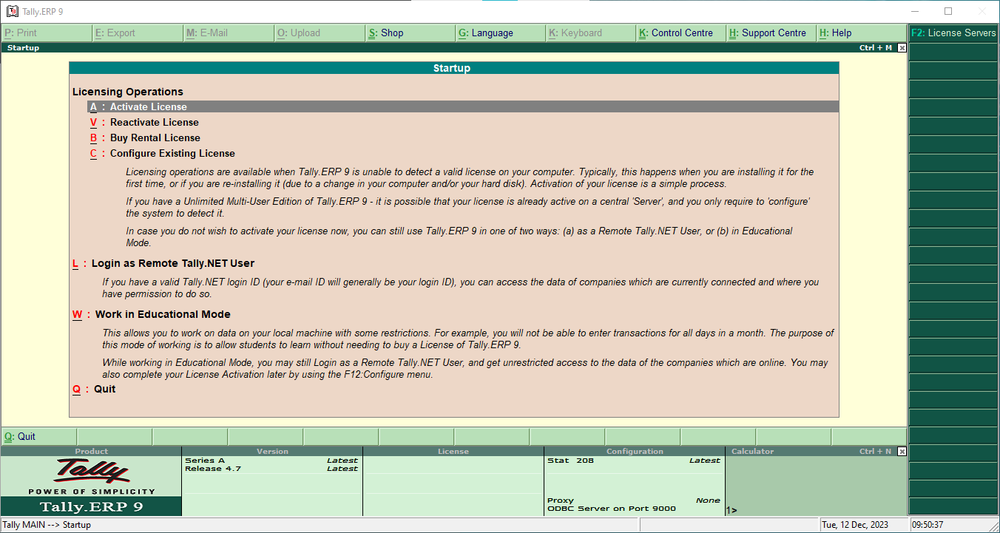 Tally.ERP 9
P: Print E: Export M: E-Mail O: Upload S: Shop G: Language K: Keyboard K: Control Centre H: Support Centre H: Help F2: License Servers
Startup Ctrl + M
Startup
Licensing Operations
A : Activate License
V : Reactivate License
B : Buy Rental License
C : Configure Existing License
Licensing operations are available when Tally.ERP 9 is unable to detect a valid license on your computer. Typically, this happens when you are installing it for the
first time, or if you are re-installing it (due to a change in your computer and/or your hard disk). Activation of your license is a simple process.
If you have a Unlimited Multi-User Edition of Tally.ERP 9 - it is possible that your license is already active on a central 'Server', and you only require to 'configure'
the system to detect it.
In case you do not wish to activate your license now, you can still use Tally.ERP 9 in one of two ways: (a) as a Remote Tally.NET User, or (b) in Educational
Mode.
L : Login as Remote Tally.NET User
If you have a valid Tally.NET login ID (your e-mail ID will generally be your login ID), you can access the data of companies which are currently connected and where you
have permission to do so.
W : Work in Educational Mode
This allows you to work on data on your local machine with some restrictions. For example, you will not be able to enter transactions for all days in a month. The purpose of
this mode of working is to allow students to learn without needing to buy a License of Tally.ERP 9.
While working in Educational Mode, you may still Login as a Remote Tally.NET User, and get unrestricted access to the data of the companies which are online. You may
also complete your License Activation later by using the F12:Configure menu.
Q : Quit
Q: Quit
Product Version License Configuration Calculator Ctrl + N
Tally
POWER OF SIMPLICITY
Tally.ERP 9
Series A Latest
Release 4.7 Latest
Stat 208 Latest
Proxy None
ODBC Server on Port 9000
1>
Tally MAIN --> Startup Tue, 12 Dec, 2023 09:50:37